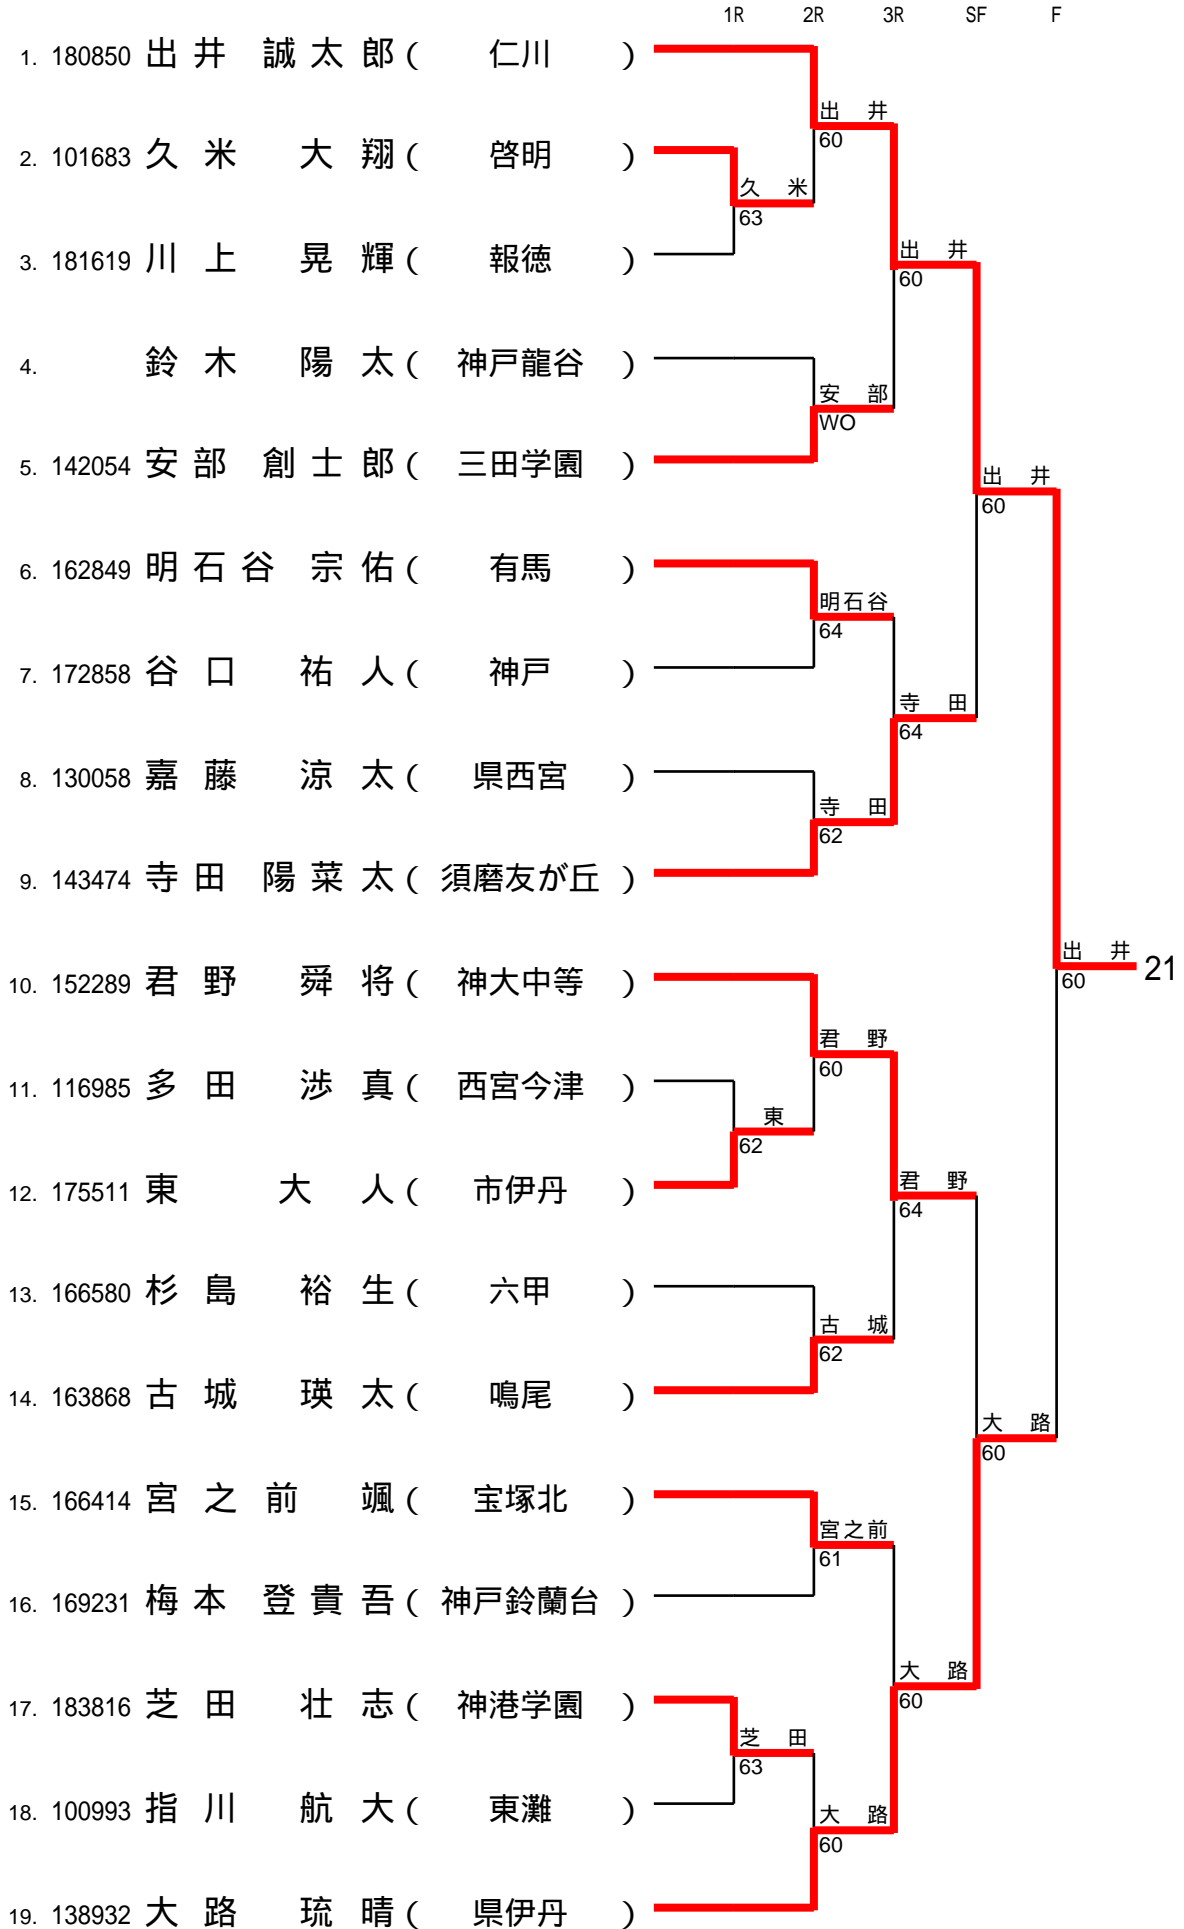 1R 2R 3R SF F
1. 180850 出井 誠太郎 ( 仁川 )
出井
60
2. 101683 久米 大翔 ( 啓明 )
久米
63
3. 181619 川上 晃輝 ( 報徳 )
出井
60
4. 鈴木 陽太 ( 神戸龍谷 )
安部
WO
5. 142054 安部 創士郎 ( 三田学園 )
出井
60
6. 162849 明石谷 宗佑 ( 有馬 )
明石谷
64
7. 172858 谷口 祐人 ( 神戸 )
寺田
64
8. 130058 嘉藤 涼太 ( 県西宮 )
寺田
62
9. 143474 寺田 陽菜太 ( 須磨友が丘 )
出井 21
60
10. 152289 君野 舜将 ( 神大中等 )
君野
60
11. 116985 多田 渉真 ( 西宮今津 )
東
62
12. 175511 東 大人 ( 市伊丹 )
君野
64
13. 166580 杉島 裕生 ( 六甲 )
古城
62
14. 163868 古城 瑛太 ( 鳴尾 )
大路
60
15. 166414 宮之前 颯 ( 宝塚北 )
宮之前
61
16. 169231 梅本 登貴吾 ( 神戸鈴蘭台 )
大路
60
17. 183816 芝田 壮志 ( 神港学園 )
芝田
63
18. 100993 指川 航大 ( 東灘 )
大路
60
19. 138932 大路 琉晴 ( 県伊丹 )